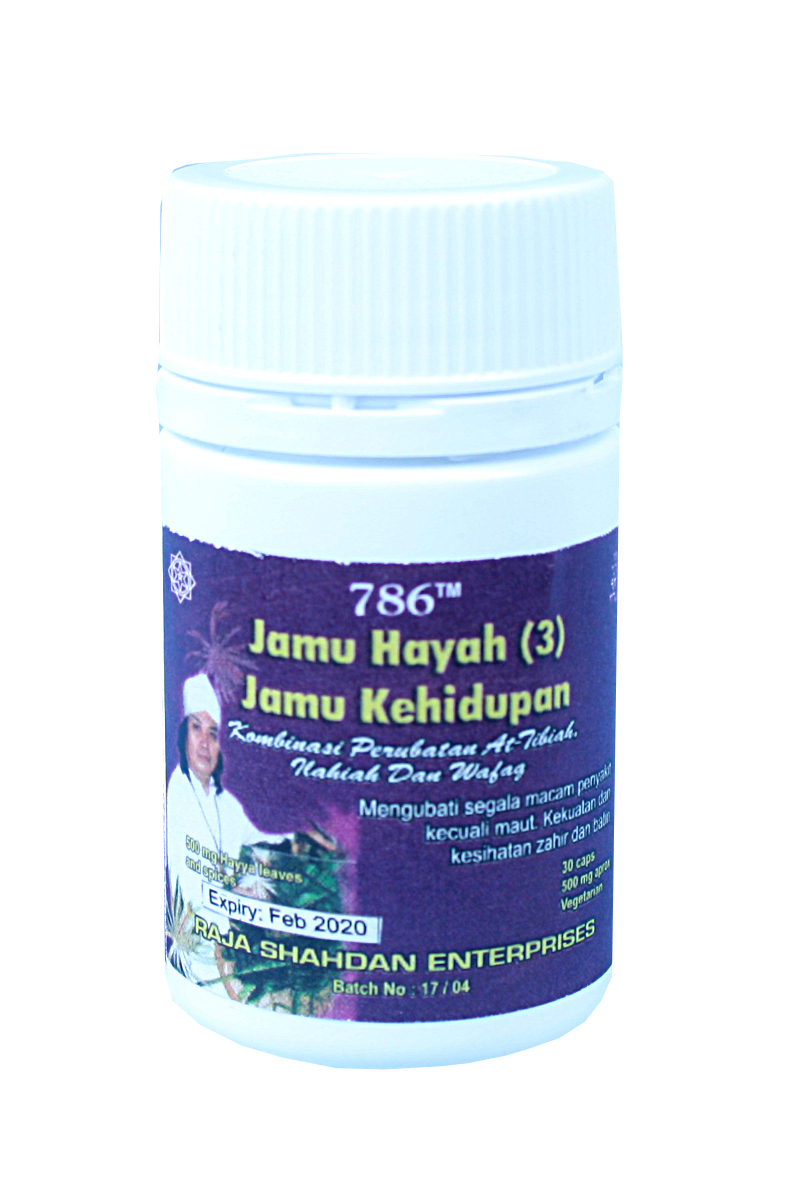 786™
Jamu Hayah (3)
Jamu Kehidupan
Kombinasi Perubatan At-Tibiah,
Ilahiah Dan Wafaq
Mengubati segala macam penyakit
kecuali maut. Kekuatan dan
kesihatan zahir dan batin
30 caps
500 mg aprox
Vegetarian
500 mg Hayya leaves
and spices
Expiry: Feb 2020
RAJA SHAHDAN ENTERPRISES
Batch No : 17 / 04